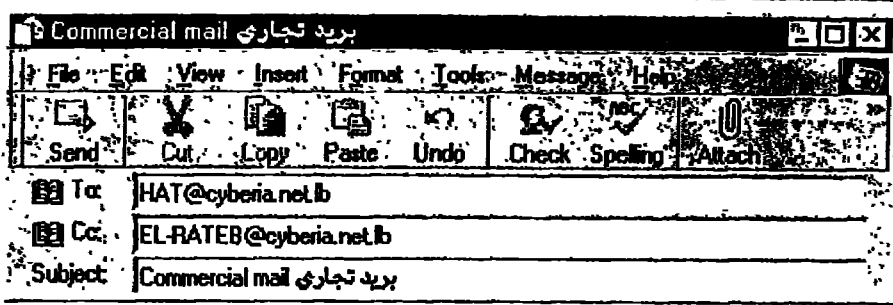 Commercial mail بريد تجاري
File Edit View Insert Format Tools Message Help
Send Cut Copy Paste Undo Check Spelling Attach
To: HAT@cyberia.net.lb
Cc: EL-RATEB@cyberia.net.lb
Subject: Commercial mail بريد تجاري